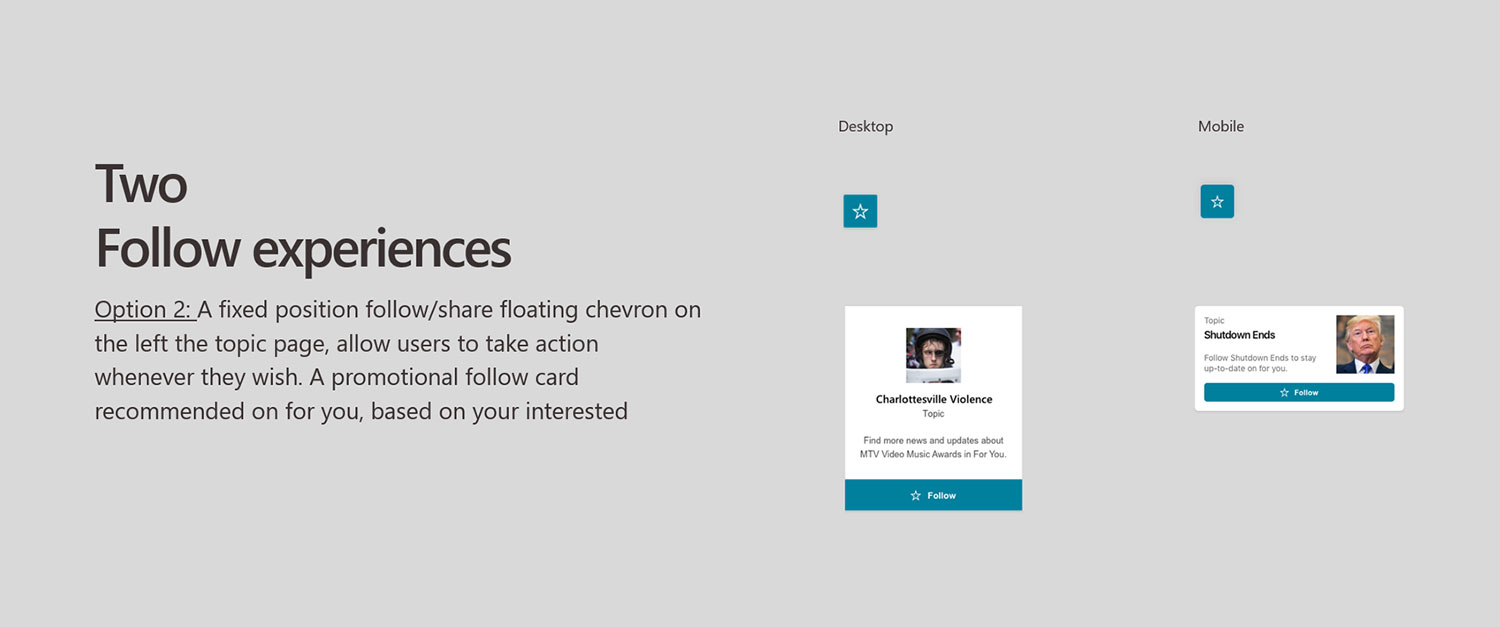 Two
Follow experiences
Option 2: A fixed position follow/share floating chevron on
the left the topic page, allow users to take action
whenever they wish. A promotional follow card
recommended on for you, based on your interested
Desktop
Charlottesville Violence
Topic
Find more news and updates about
MTV Video Music Awards in For You.
Follow
Mobile
Topic
Shutdown Ends
Follow Shutdown Ends to stay
up-to-date on for you.
Follow